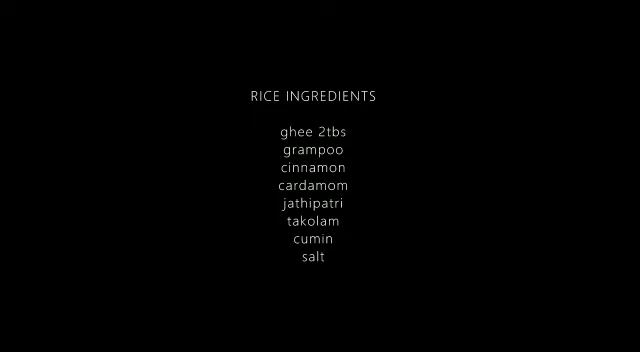 RICE INGREDIENTS
ghee 2tbs
grampoo
cinnamon
cardamom
jathipatri
takolam
cumin
salt